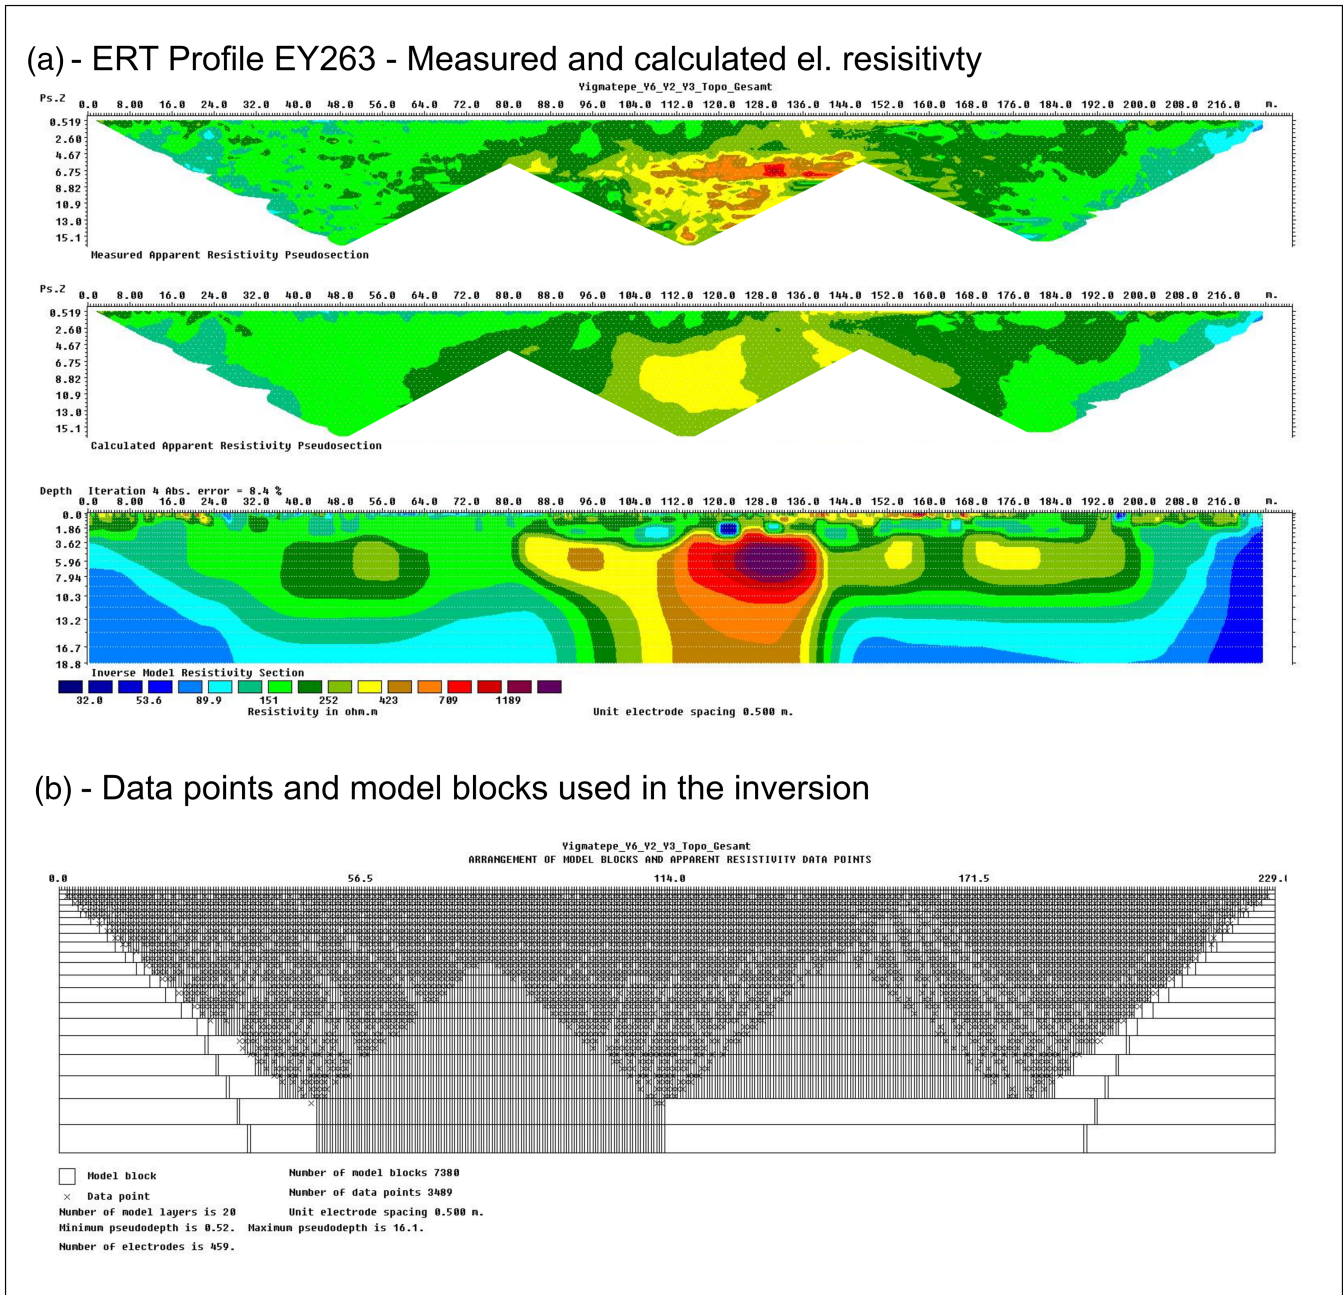 (a) - ERT Profile EY263 - Measured and calculated el. resisitivty
Yigmatepe_Y6_Y2_Y3_Topo_Gesamt
Ps.Z 0.0 8.00 16.0 24.0 32.0 40.0 48.0 56.0 64.0 72.0 80.0 88.0 96.0 104.0 112.0 120.0 128.0 136.0 144.0 152.0 160.0 168.0 176.0 184.0 192.0 200.0 208.0 216.0 m.
0.519
2.60
4.67
6.75
8.82
10.9
13.0
15.1
Measured Apparent Resistivity Pseudosection
Ps.Z 0.0 8.00 16.0 24.0 32.0 40.0 48.0 56.0 64.0 72.0 80.0 88.0 96.0 104.0 112.0 120.0 128.0 136.0 144.0 152.0 160.0 168.0 176.0 184.0 192.0 200.0 208.0 216.0 m.
0.519
2.60
4.67
6.75
8.82
10.9
13.0
15.1
Calculated Apparent Resistivity Pseudosection
Depth Iteration 4 Abs. error = 8.4 %
0.0 8.00 16.0 24.0 32.0 40.0 48.0 56.0 64.0 72.0 80.0 88.0 96.0 104.0 112.0 120.0 128.0 136.0 144.0 152.0 160.0 168.0 176.0 184.0 192.0 200.0 208.0 216.0 m.
0.0
1.86
3.62
5.96
7.94
10.3
13.2
16.7
18.8
Inverse Model Resistivity Section
32.0 53.6 89.9 151 252 423 709 1189
Resistivity in ohm.m Unit electrode spacing 0.500 m.
(b) - Data points and model blocks used in the inversion
Yigmatepe_Y6_Y2_Y3_Topo_Gesamt
ARRANGEMENT OF MODEL BLOCKS AND APPARENT RESISTIVITY DATA POINTS
0.0 56.5 114.0 171.5 229.0
Model block Number of model blocks 7380
Data point Number of data points 3489
Number of model layers is 20 Unit electrode spacing 0.500 m.
Minimum pseudodepth is 0.52. Maximum pseudodepth is 16.1.
Number of electrodes is 459.